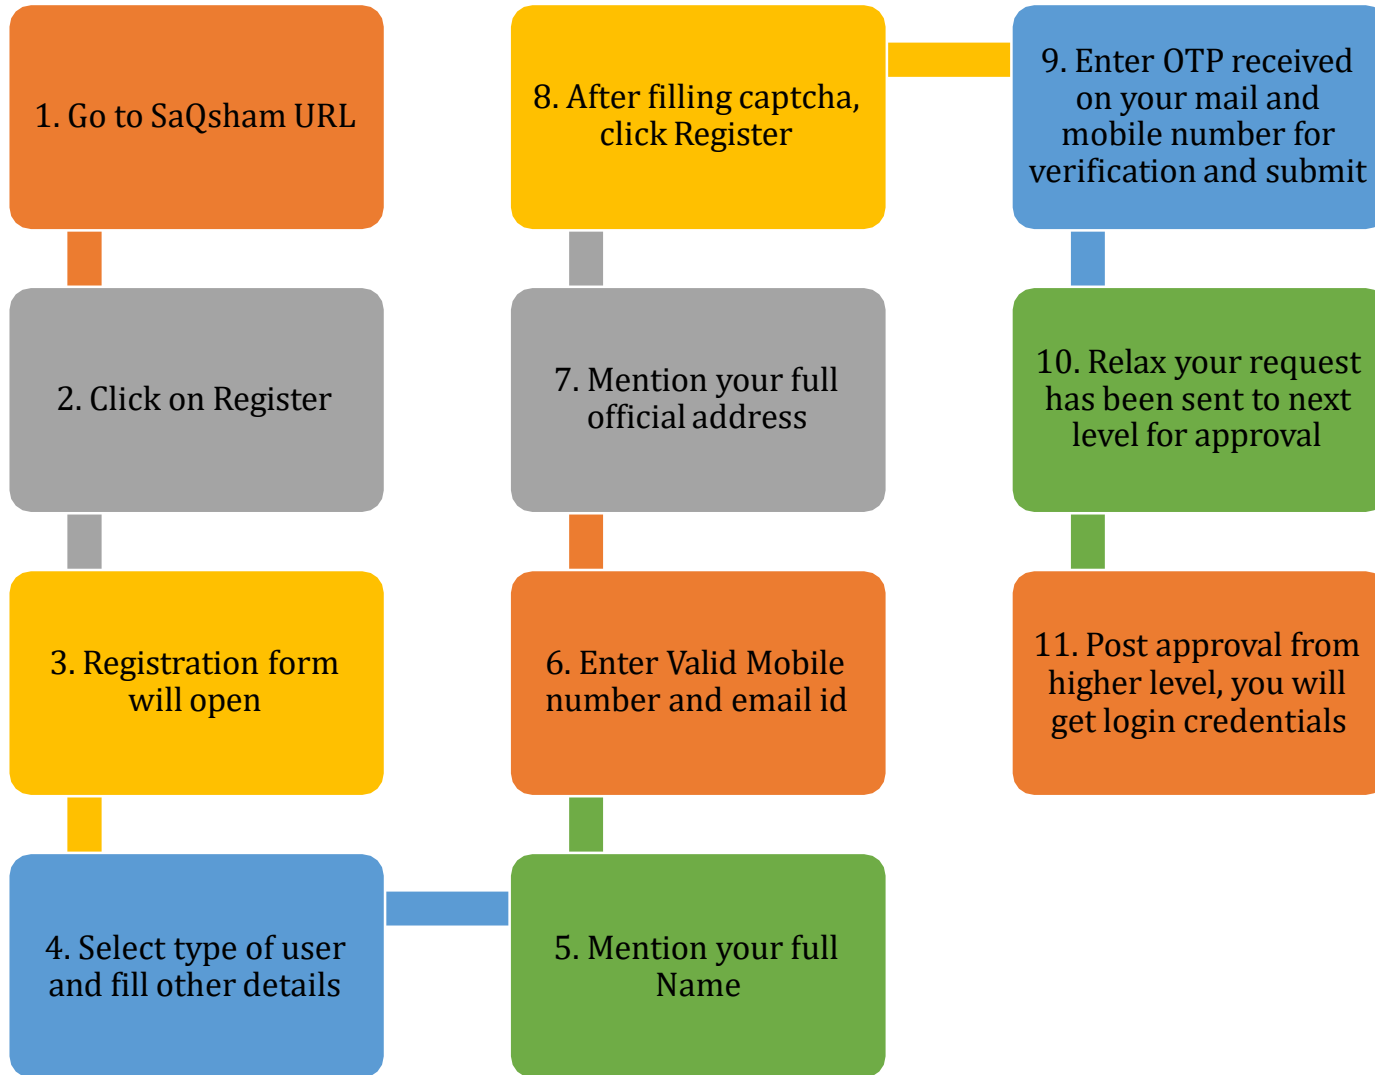 1. Go to SaQsham URL
2. Click on Register
3. Registration form
will open
4. Select type of user
and fill other details
5. Mention your full
Name
6. Enter Valid Mobile
number and email id
7. Mention your full
official address
8. After filling captcha,
click Register
9. Enter OTP received
on your mail and
mobile number for
verification and submit
10. Relax your request
has been sent to next
level for approval
11. Post approval from
higher level, you will
get login credentials